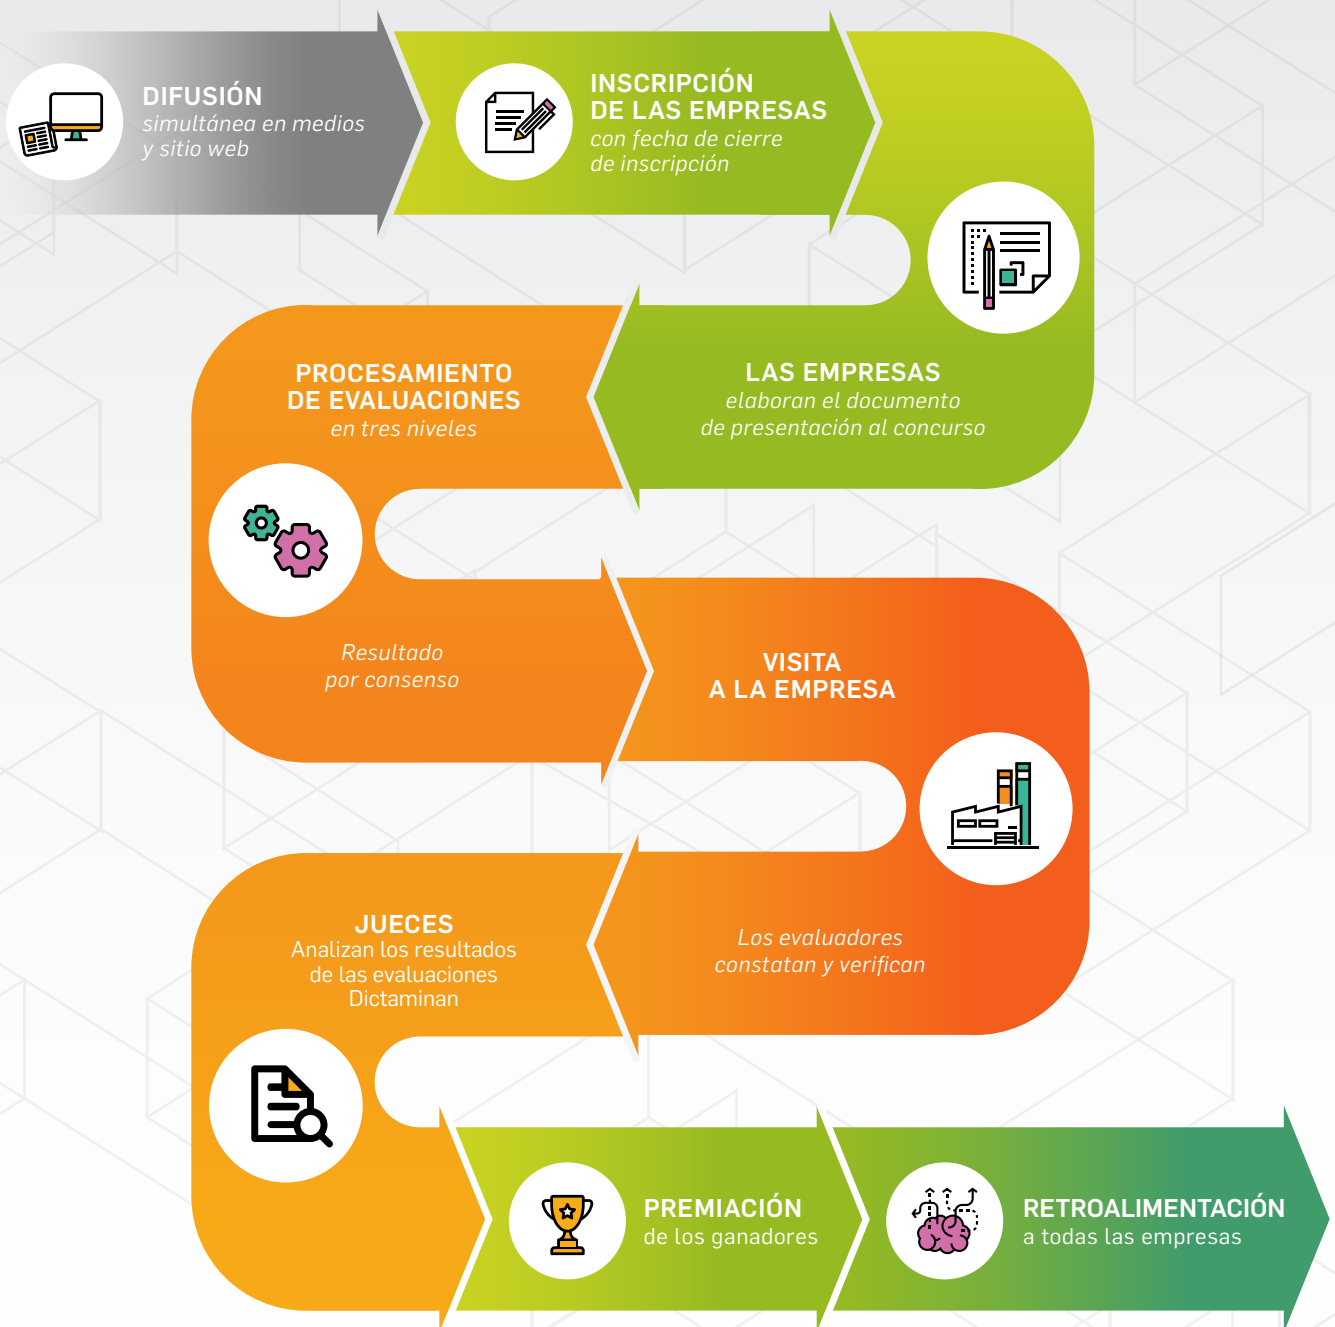 DIFUSIÓN
simultánea en medios
y sitio web
INSCRIPCIÓN
DE LAS EMPRESAS
con fecha de cierre
de inscripción
LAS EMPRESAS
elaboran el documento
de presentación al concurso
PROCESAMIENTO
DE EVALUACIONES
en tres niveles
Resultado
por consenso
VISITA
A LA EMPRESA
Los evaluadores
constatan y verifican
JUECES
Analizan los resultados
de las evaluaciones
Dictaminan
PREMIACIÓN
de los ganadores
RETROALIMENTACIÓN
a todas las empresas